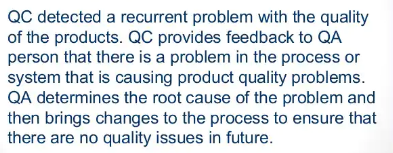 QC detected a recurrent problem with the quality
of the products. QC provides feedback to QA
person that there is a problem in the process or
system that is causing product quality problems.
QA determines the root cause of the problem and
then brings changes to the process to ensure that
there are no quality issues in future.